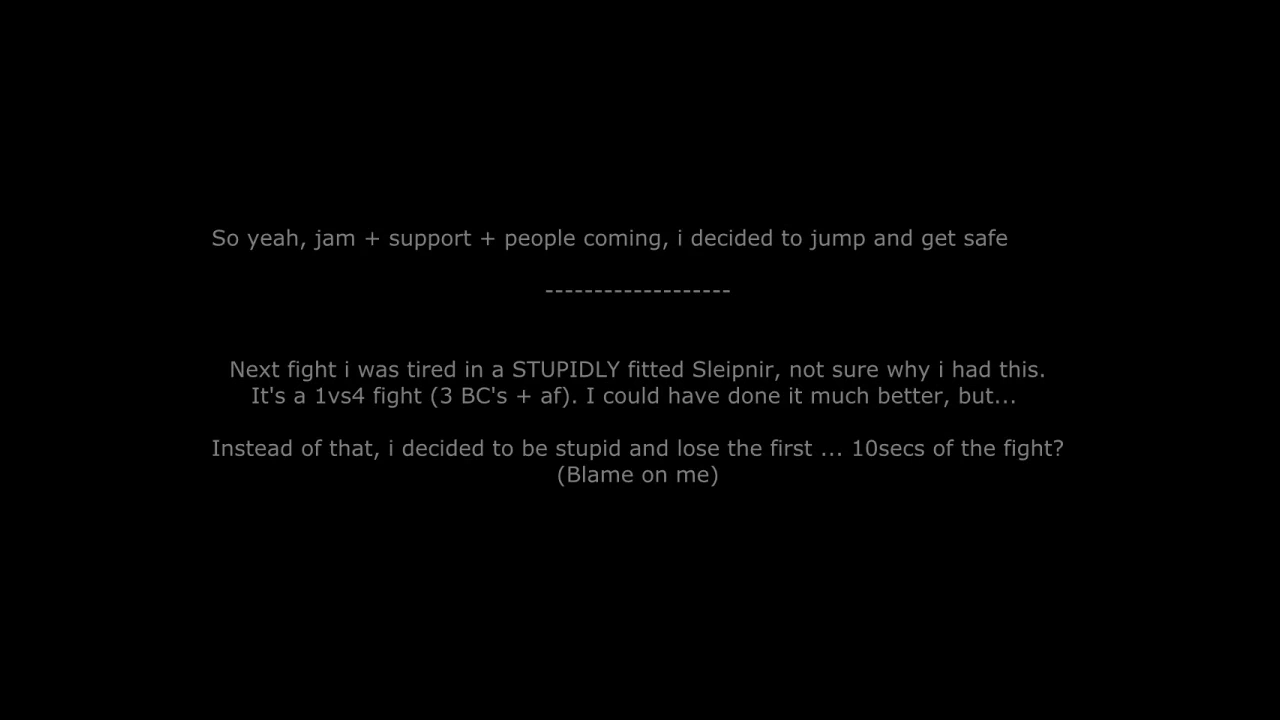 So yeah, jam + support + people coming, i decided to jump and get safe
-------------------
Next fight i was tired in a STUPIDLY fitted Sleipnir, not sure why i had this.
It's a 1vs4 fight (3 BC's + af). I could have done it much better, but...
Instead of that, i decided to be stupid and lose the first ... 10secs of the fight?
(Blame on me)